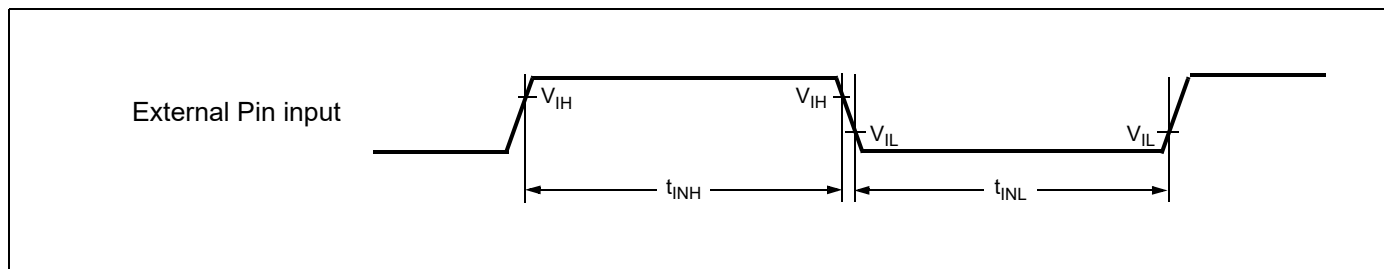 External Pin input
VIH
VIH
VIL
VIL
tINH
tINL